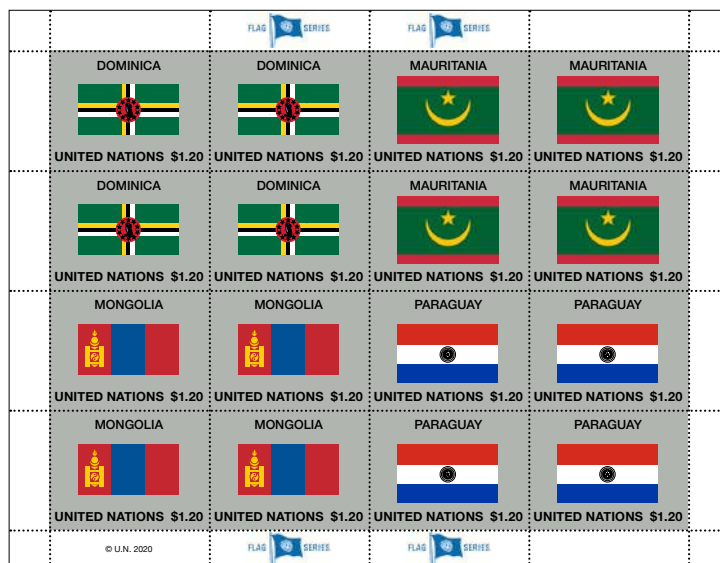 FLAG SERIES FLAG SERIES
DOMINICA DOMINICA MAURITANIA MAURITANIA
UNITED NATIONS $1.20 UNITED NATIONS $1.20 UNITED NATIONS $1.20 UNITED NATIONS $1.20
DOMINICA DOMINICA MAURITANIA MAURITANIA
UNITED NATIONS $1.20 UNITED NATIONS $1.20 UNITED NATIONS $1.20 UNITED NATIONS $1.20
MONGOLIA MONGOLIA PARAGUAY PARAGUAY
UNITED NATIONS $1.20 UNITED NATIONS $1.20 UNITED NATIONS $1.20 UNITED NATIONS $1.20
MONGOLIA MONGOLIA PARAGUAY PARAGUAY
UNITED NATIONS $1.20 UNITED NATIONS $1.20 UNITED NATIONS $1.20 UNITED NATIONS $1.20
© U.N. 2020 FLAG SERIES FLAG SERIES